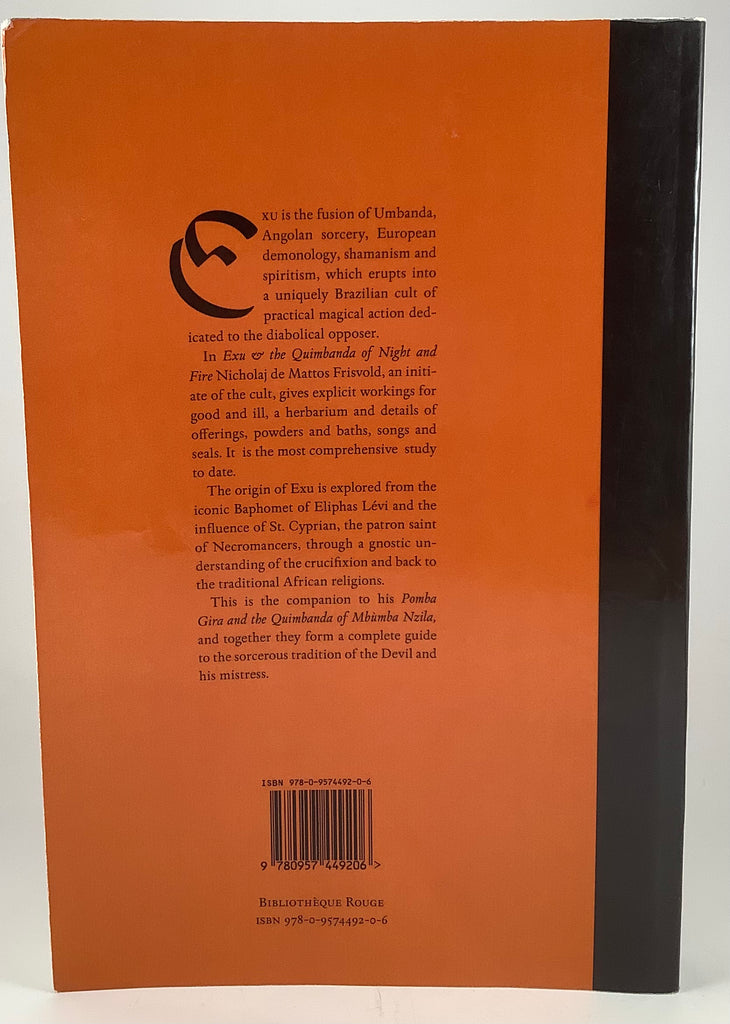 EXU is the fusion of Umbanda,
Angolan sorcery, European
demonology, shamanism and
spiritism, which erupts into
a uniquely Brazilian cult of
practical magical action ded-
icated to the diabolical opposer.
In Exu & the Quimbanda of Night and
Fire Nicholaj de Mattos Frisvold, an initi-
ate of the cult, gives explicit workings for
good and ill, a herbarium and details of
offerings, powders and baths, songs and
seals. It is the most comprehensive study
to date.
The origin of Exu is explored from the
iconic Baphomet of Eliphas Lévi and the
influence of St. Cyprian, the patron saint
of Necromancers, through a gnostic un-
derstanding of the crucifixion and back to
the traditional African religions.
This is the companion to his Pomba
Gira and the Quimbanda of Mbùmba Nzila,
and together they form a complete guide
to the sorcerous tradition of the Devil and
his mistress.
ISBN 978-0-9574492-0-6
9 780957 449206 >
BIBLIOTHÈQUE ROUGE
ISBN 978-0-9574492-0-6